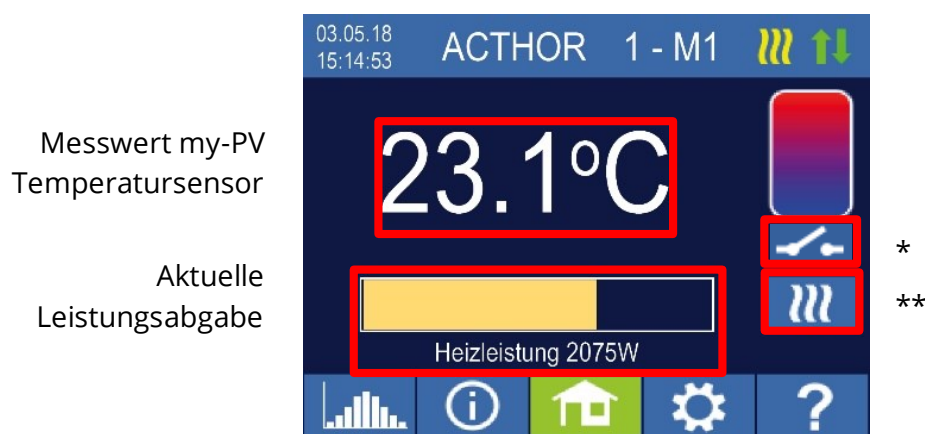 03.05.18
15:14:53
ACTHOR 1 - M1
Messwert my-PV
Temperatursensor
23.1°C
*
Aktuelle
Leistungsabgabe
**
Heizleistung 2075W
i
?